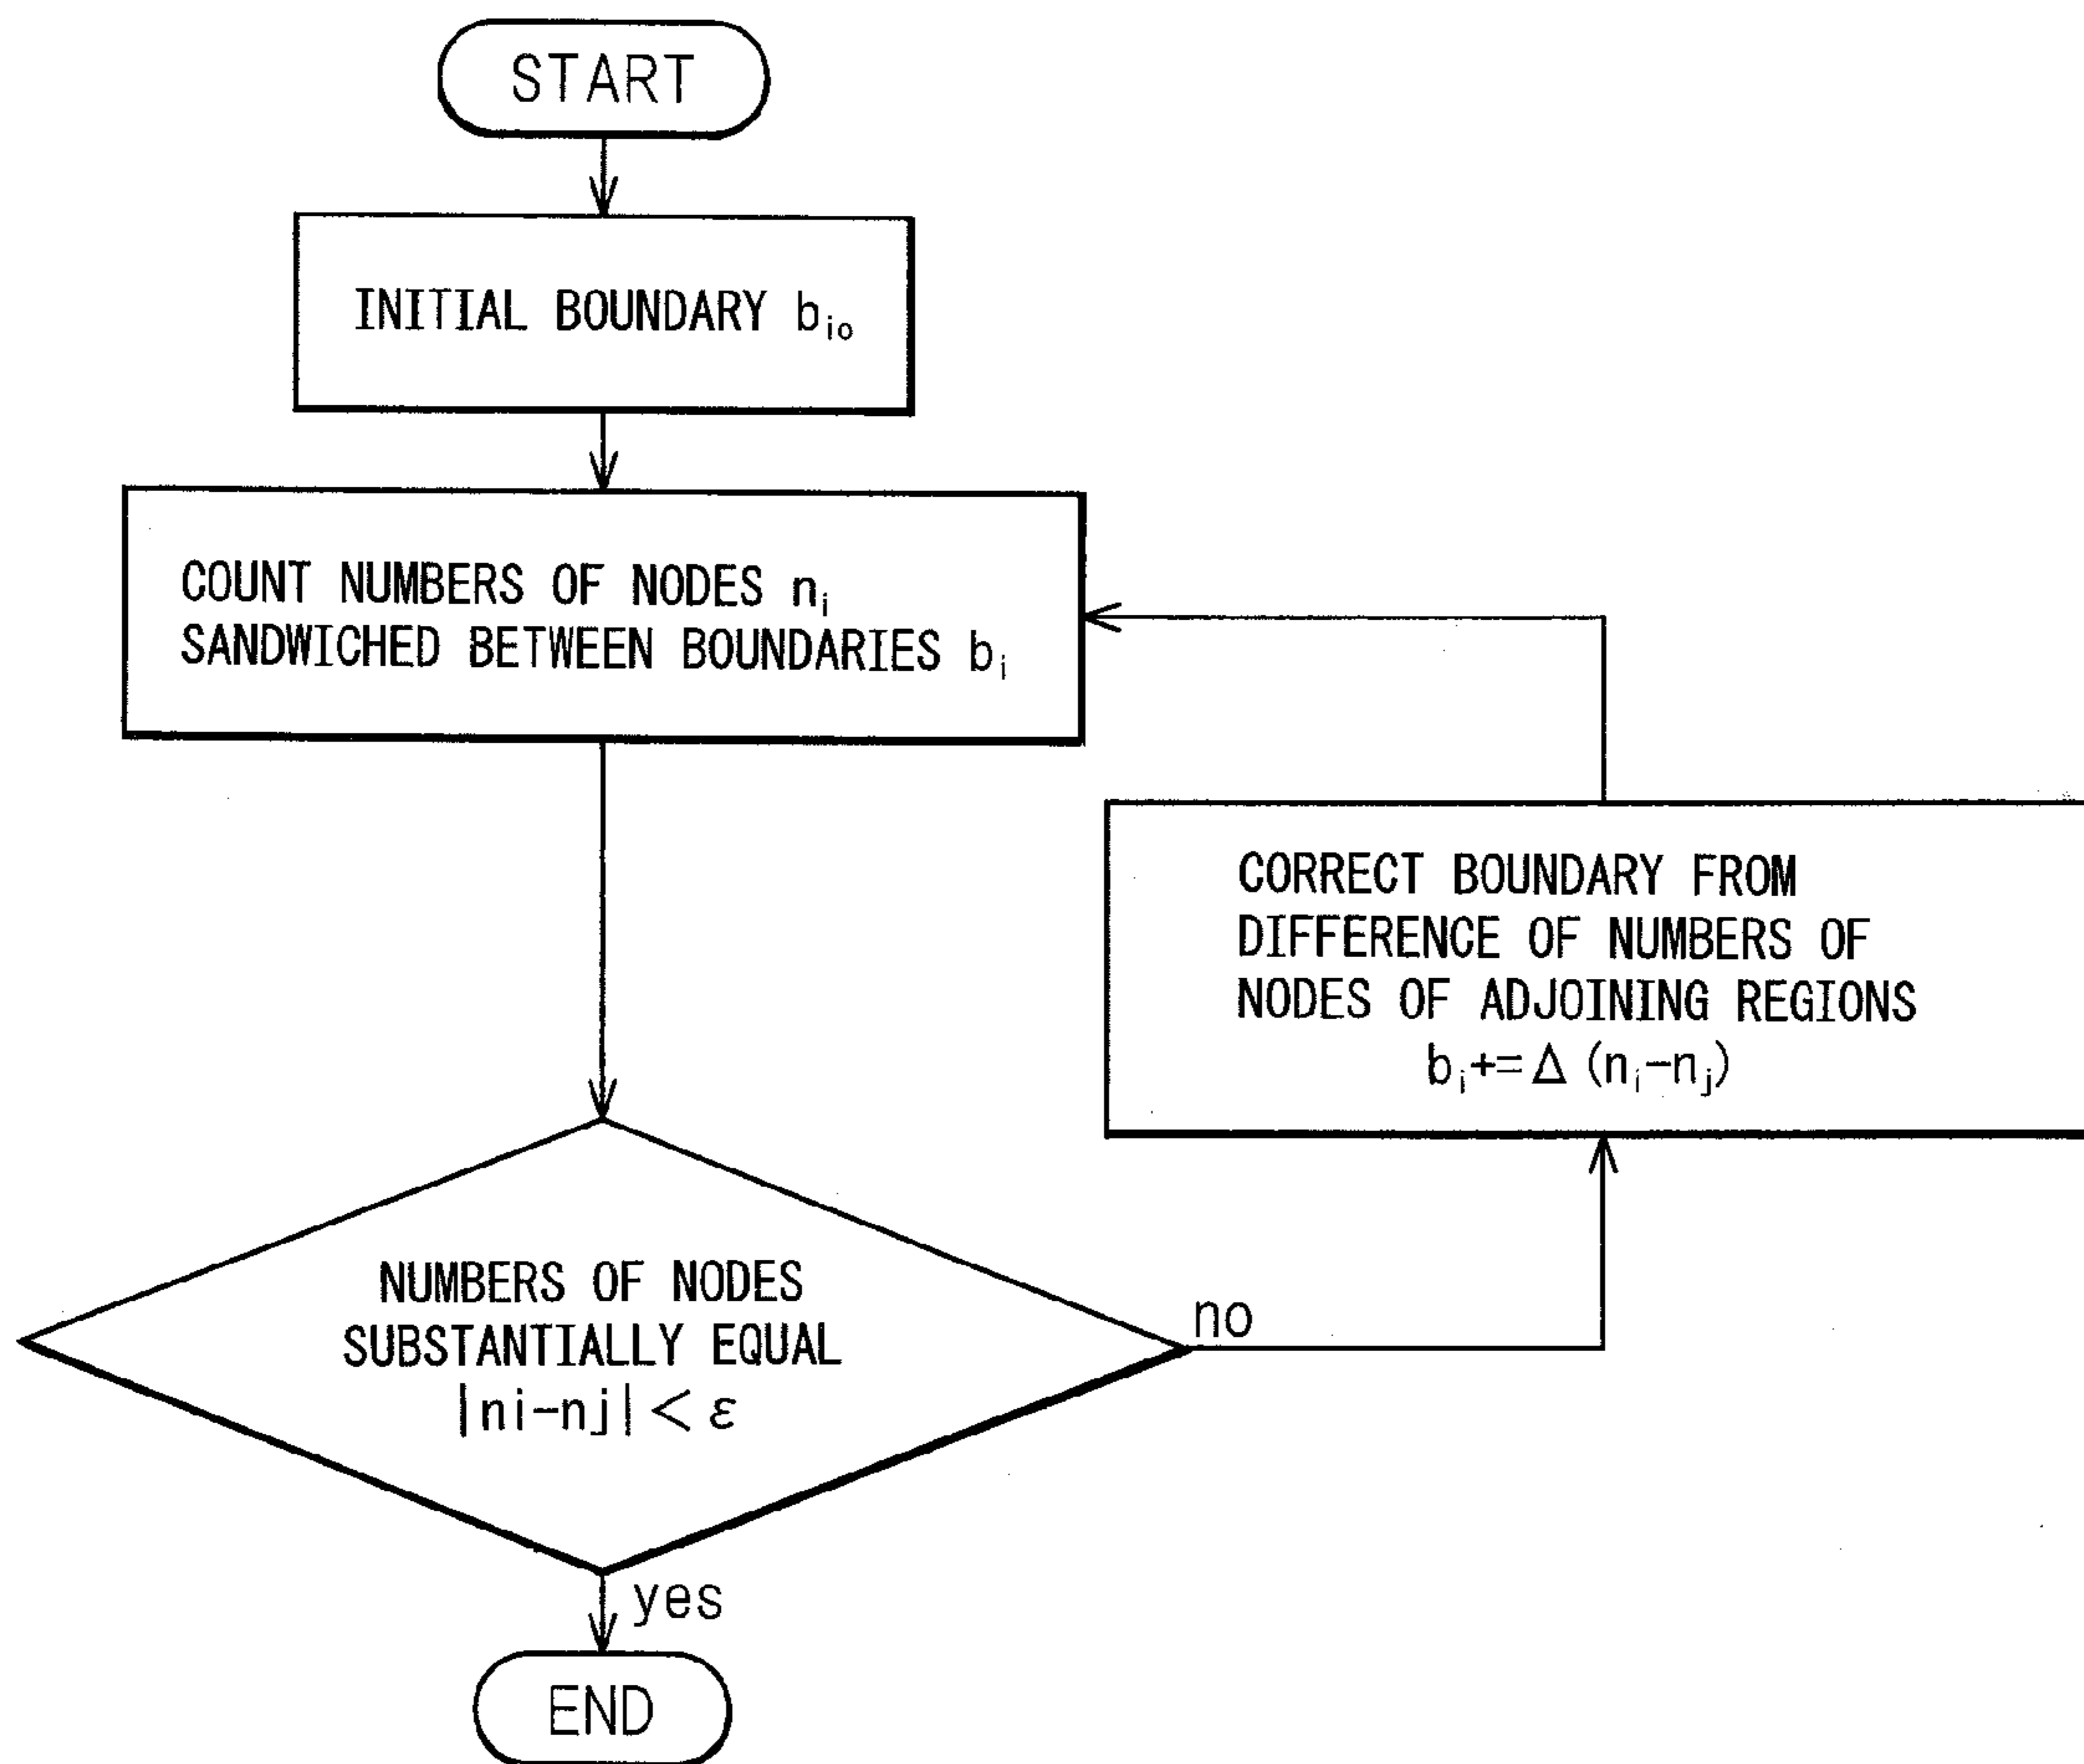 START
INITIAL BOUNDARY b_io
COUNT NUMBERS OF NODES n_i
SANDWICHED BETWEEN BOUNDARIES b_i
CORRECT BOUNDARY FROM
DIFFERENCE OF NUMBERS OF
NODES OF ADJOINING REGIONS
b_i+=Δ (n_i-n_j)
NUMBERS OF NODES
SUBSTANTIALLY EQUAL
|ni-nj| < ε
no
yes
END